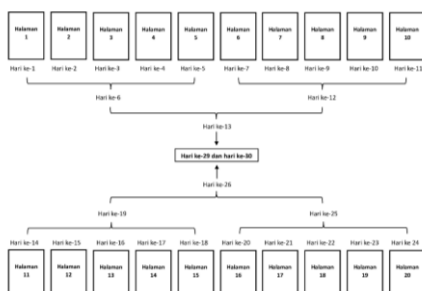 Halaman
1
Halaman
2
Halaman
3
Halaman
4
Halaman
5
Halaman
6
Halaman
7
Halaman
8
Halaman
9
Halaman
10
Hari ke-1
Hari ke-2
Hari ke-3
Hari ke-4
Hari ke-5
Hari ke-7
Hari ke-8
Hari ke-9
Hari ke-10
Hari ke-11
Hari ke-6
Hari ke-12
Hari ke-13
Hari ke-29 dan hari ke-30
Hari ke-26
Hari ke-19
Hari ke-25
Hari ke-14
Hari ke-15
Hari ke-16
Hari ke-17
Hari ke-18
Hari ke-20
Hari ke-21
Hari ke-22
Hari ke-23
Hari ke 24
Halaman
11
Halaman
12
Halaman
13
Halaman
14
Halaman
15
Halaman
16
Halaman
17
Halaman
18
Halaman
19
Halaman
20